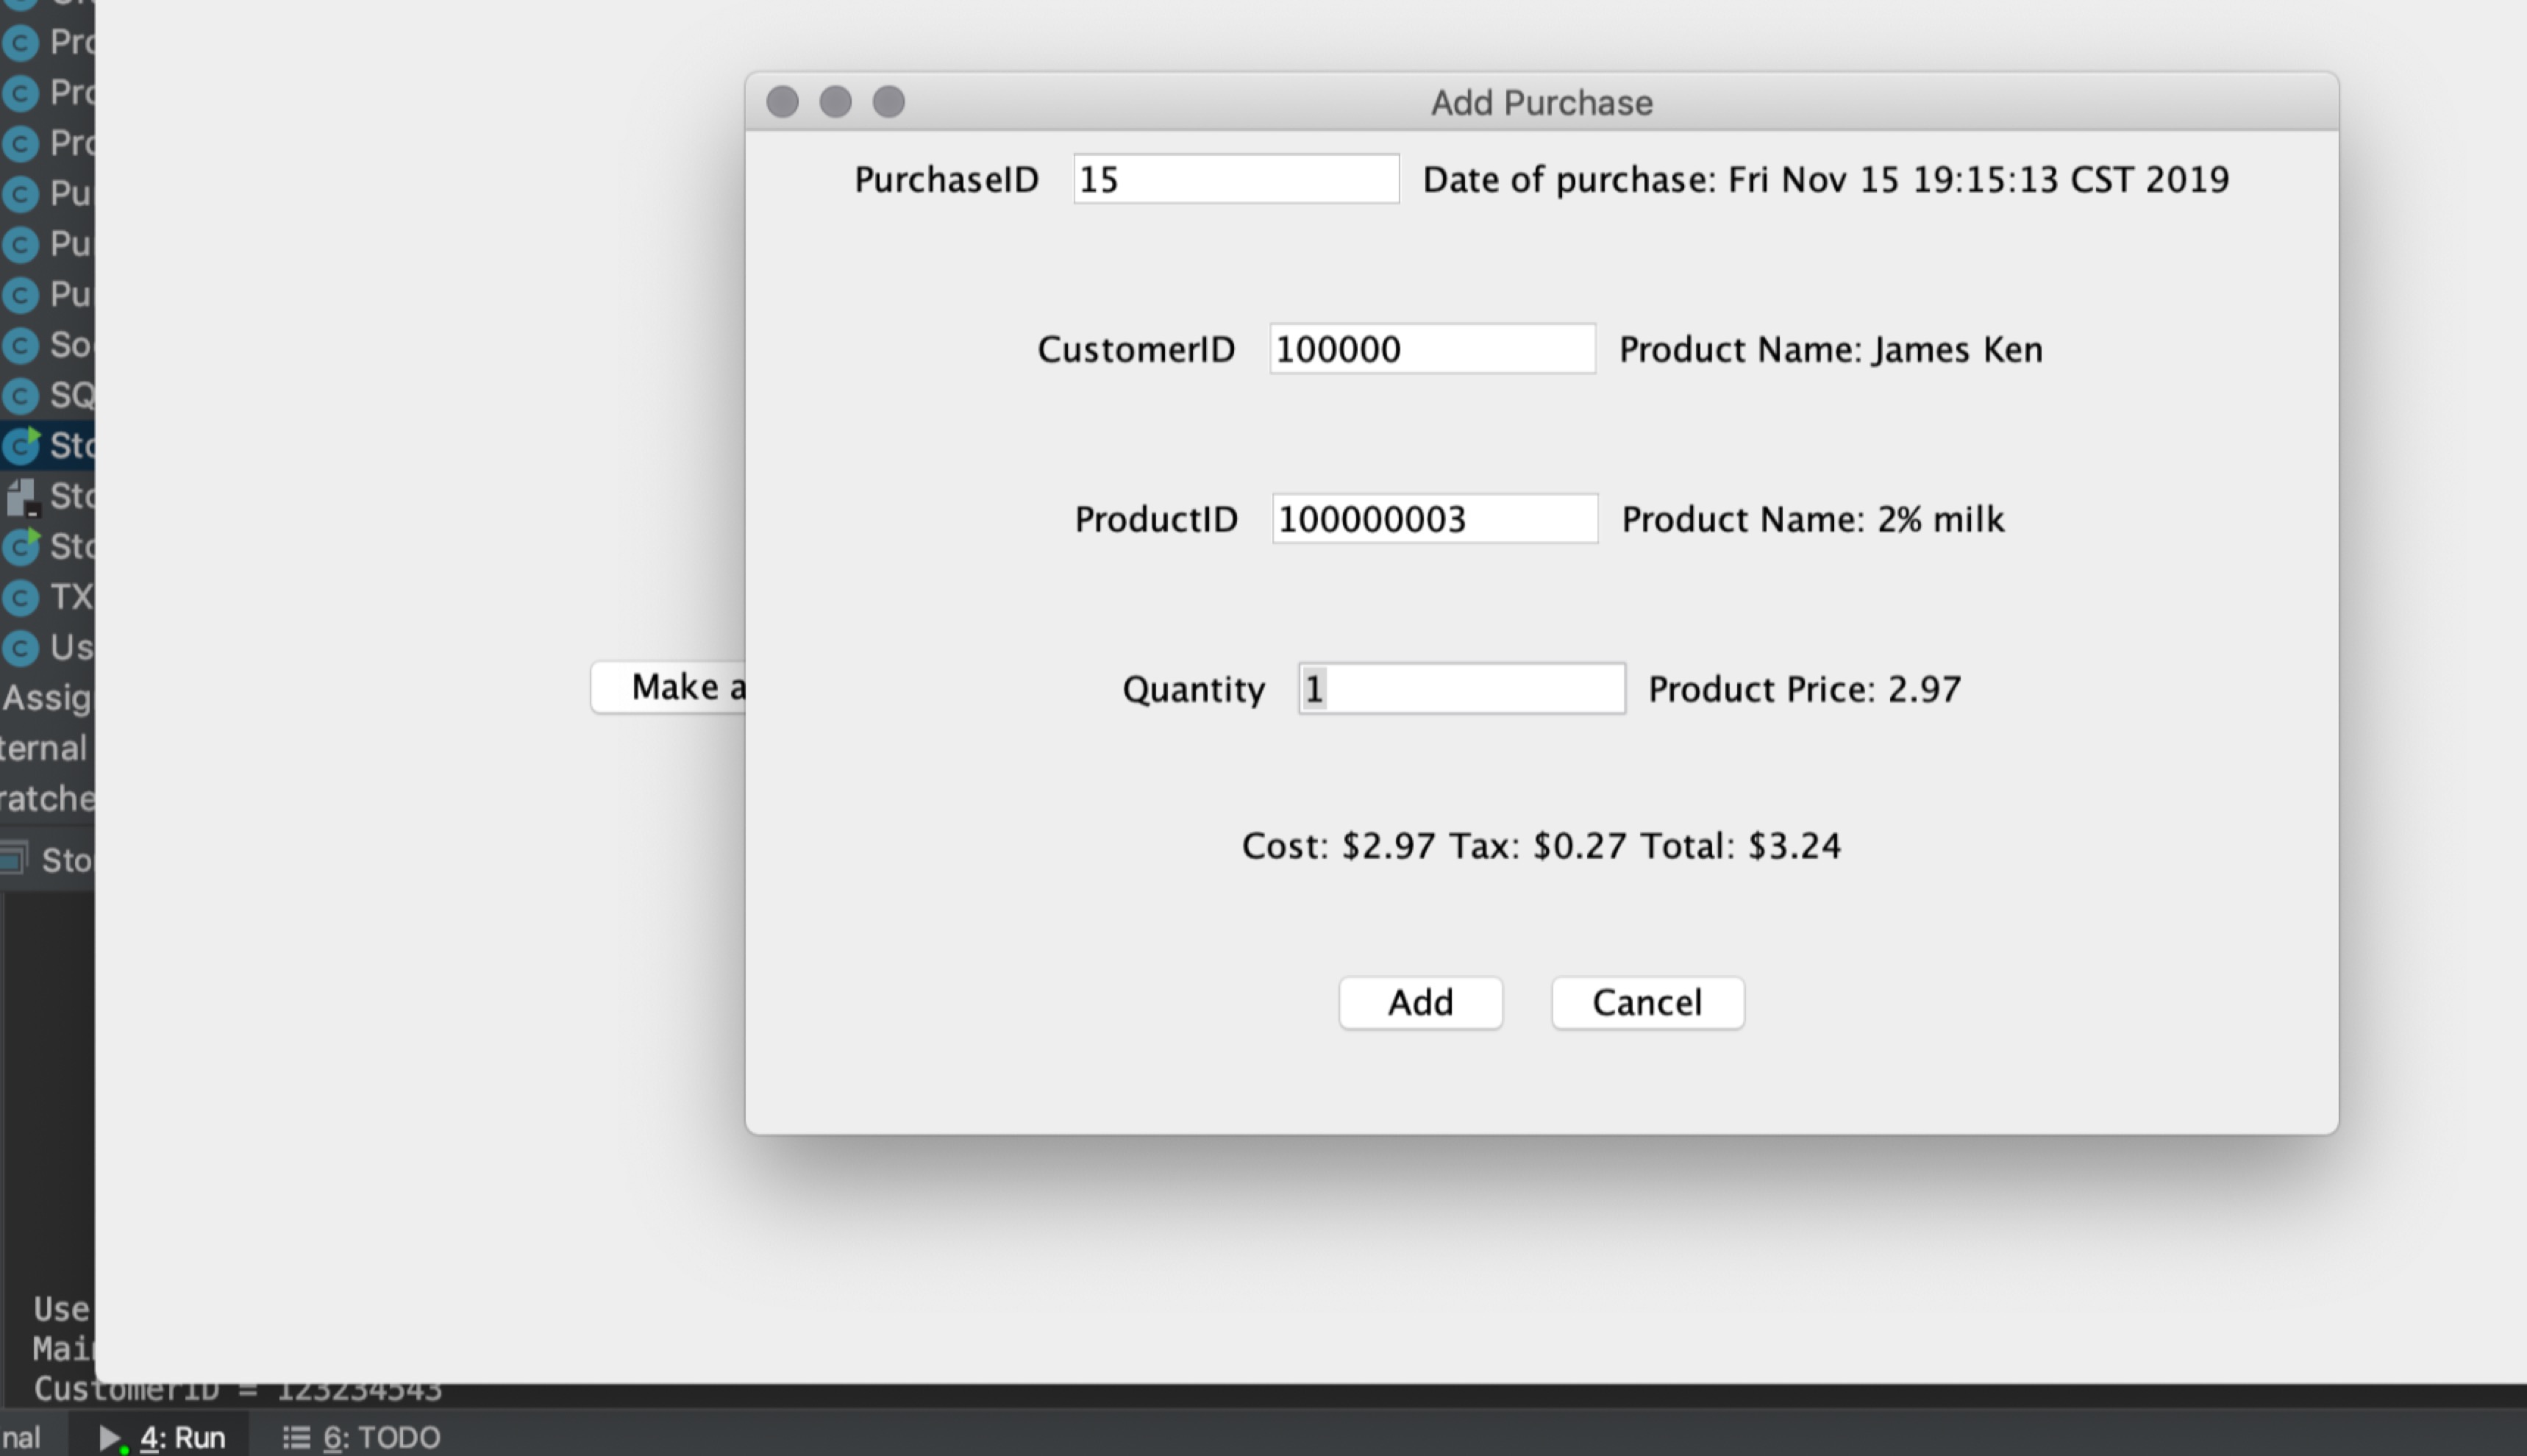 Add Purchase
PurchaseID 15 Date of purchase: Fri Nov 15 19:15:13 CST 2019
CustomerID 100000 Product Name: James Ken
ProductID 100000003 Product Name: 2% milk
Quantity 1 Product Price: 2.97
Cost: $2.97 Tax: $0.27 Total: $3.24
Add Cancel
Make a
Pro
Pro
Pro
Pu
Pu
Pu
So
SQ
Sto
Sto
Sto
TX
Us
Assig
ternal
ratche
Sto
Use
Mai
CustomerID = 123234543
nal 4: Run 6: TODO